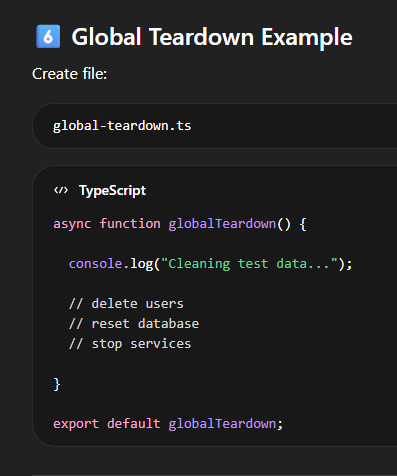 6 Global Teardown Example
Create file:
global-teardown.ts
</> TypeScript
async function globalTeardown() {
console.log("Cleaning test data...");
// delete users
// reset database
// stop services
}
export default globalTeardown;